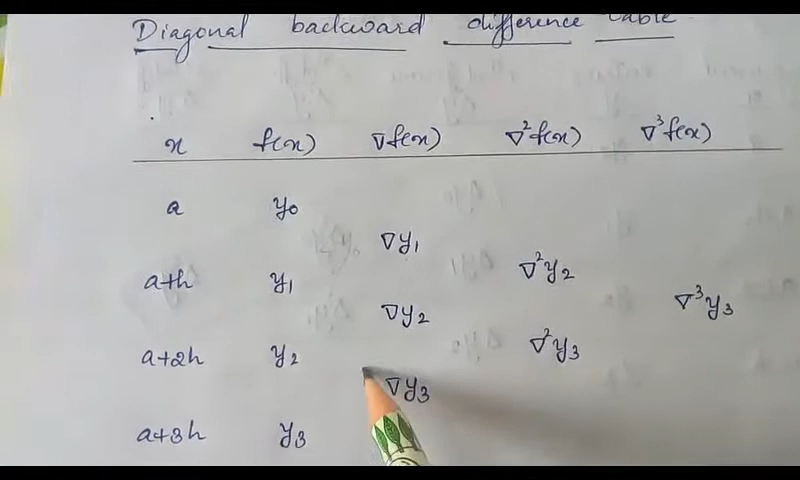 Diagonal backward difference table
x f(x) ∇f(x) ∇²f(x) ∇³f(x)
a y₀
∇y₁
a+h y₁ ∇²y₂
∇y₂ ∇³y₃
a+2h y₂ ∇²y₃
∇y₃
a+3h y₃